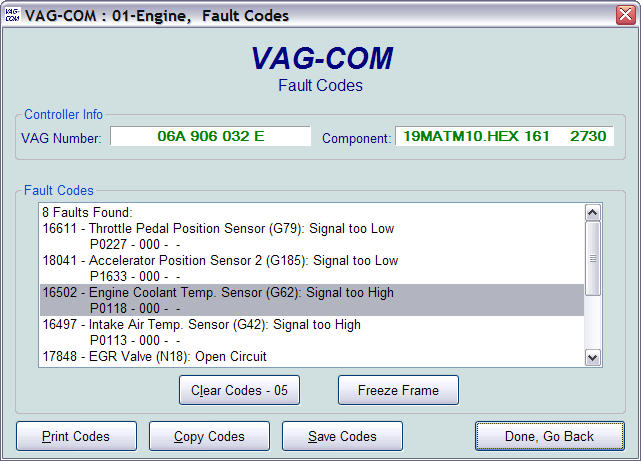 VAG-COM
VAG-COM : 01-Engine,  Fault Codes
VAG-COM
Fault Codes
Controller Info
VAG Number: 06A 906 032 E Component: 19MATM10.HEX 161    2730
Fault Codes
8 Faults Found:
16611 - Throttle Pedal Position Sensor (G79): Signal too Low
P0227 - 000 -  -
18041 - Accelerator Position Sensor 2 (G185): Signal too Low
P1633 - 000 -  -
16502 - Engine Coolant Temp. Sensor (G62): Signal too High
P0118 - 000 -  -
16497 - Intake Air Temp. Sensor (G42): Signal too High
P0113 - 000 -  -
17848 - EGR Valve (N18): Open Circuit
Clear Codes - 05 Freeze Frame
Print Codes Copy Codes Save Codes Done, Go Back